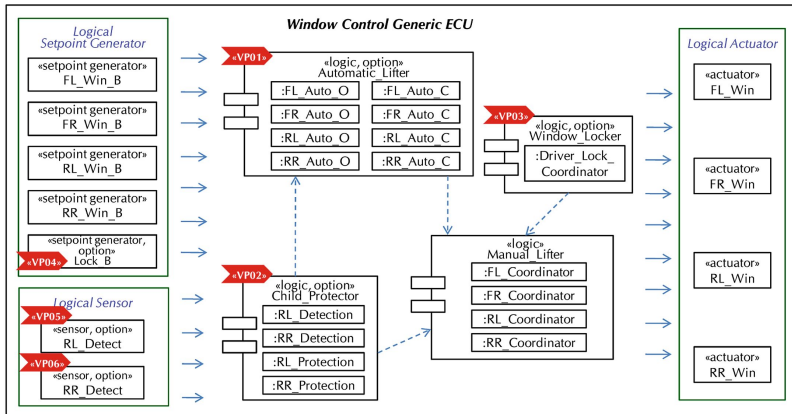 Window Control Generic ECU
Logical
Setpoint Generator
«setpoint generator»
FL_Win_B
«setpoint generator»
FR_Win_B
«setpoint generator»
RL_Win_B
«setpoint generator»
RR_Win_B
«setpoint generator,
option»
Lock_B
«VP04»
Logical Sensor
«VP05»
«sensor, option»
RL_Detect
«VP06»
«sensor, option»
RR_Detect
«VP01»
«logic, option»
Automatic_Lifter
:FL_Auto_O
:FL_Auto_C
:FR_Auto_O
:FR_Auto_C
:RL_Auto_O
:RL_Auto_C
:RR_Auto_O
:RR_Auto_C
«VP02»
«logic, option»
Child_Protector
:RL_Detection
:RR_Detection
:RL_Protection
:RR_Protection
«VP03»
«logic, option»
Window_Locker
:Driver_Lock_
Coordinator
«logic»
Manual_Lifter
:FL_Coordinator
:FR_Coordinator
:RL_Coordinator
:RR_Coordinator
Logical Actuator
«actuator»
FL_Win
«actuator»
FR_Win
«actuator»
RL_Win
«actuator»
RR_Win